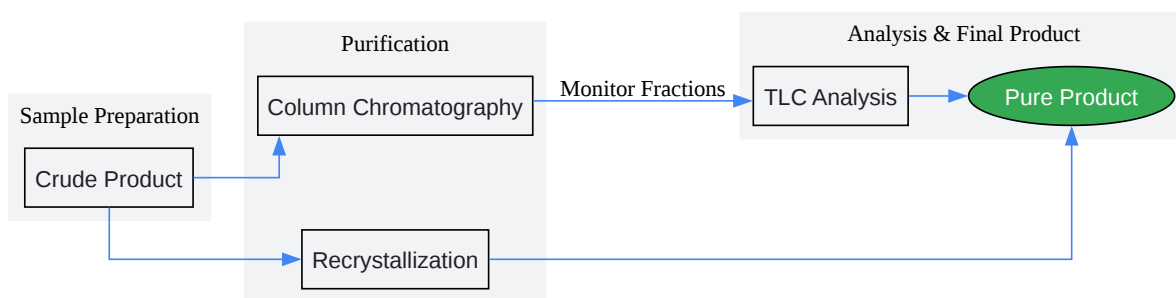 Sample Preparation
Crude Product
Purification
Column Chromatography
Recrystallization
Monitor Fractions
Analysis & Final Product
TLC Analysis
Pure Product